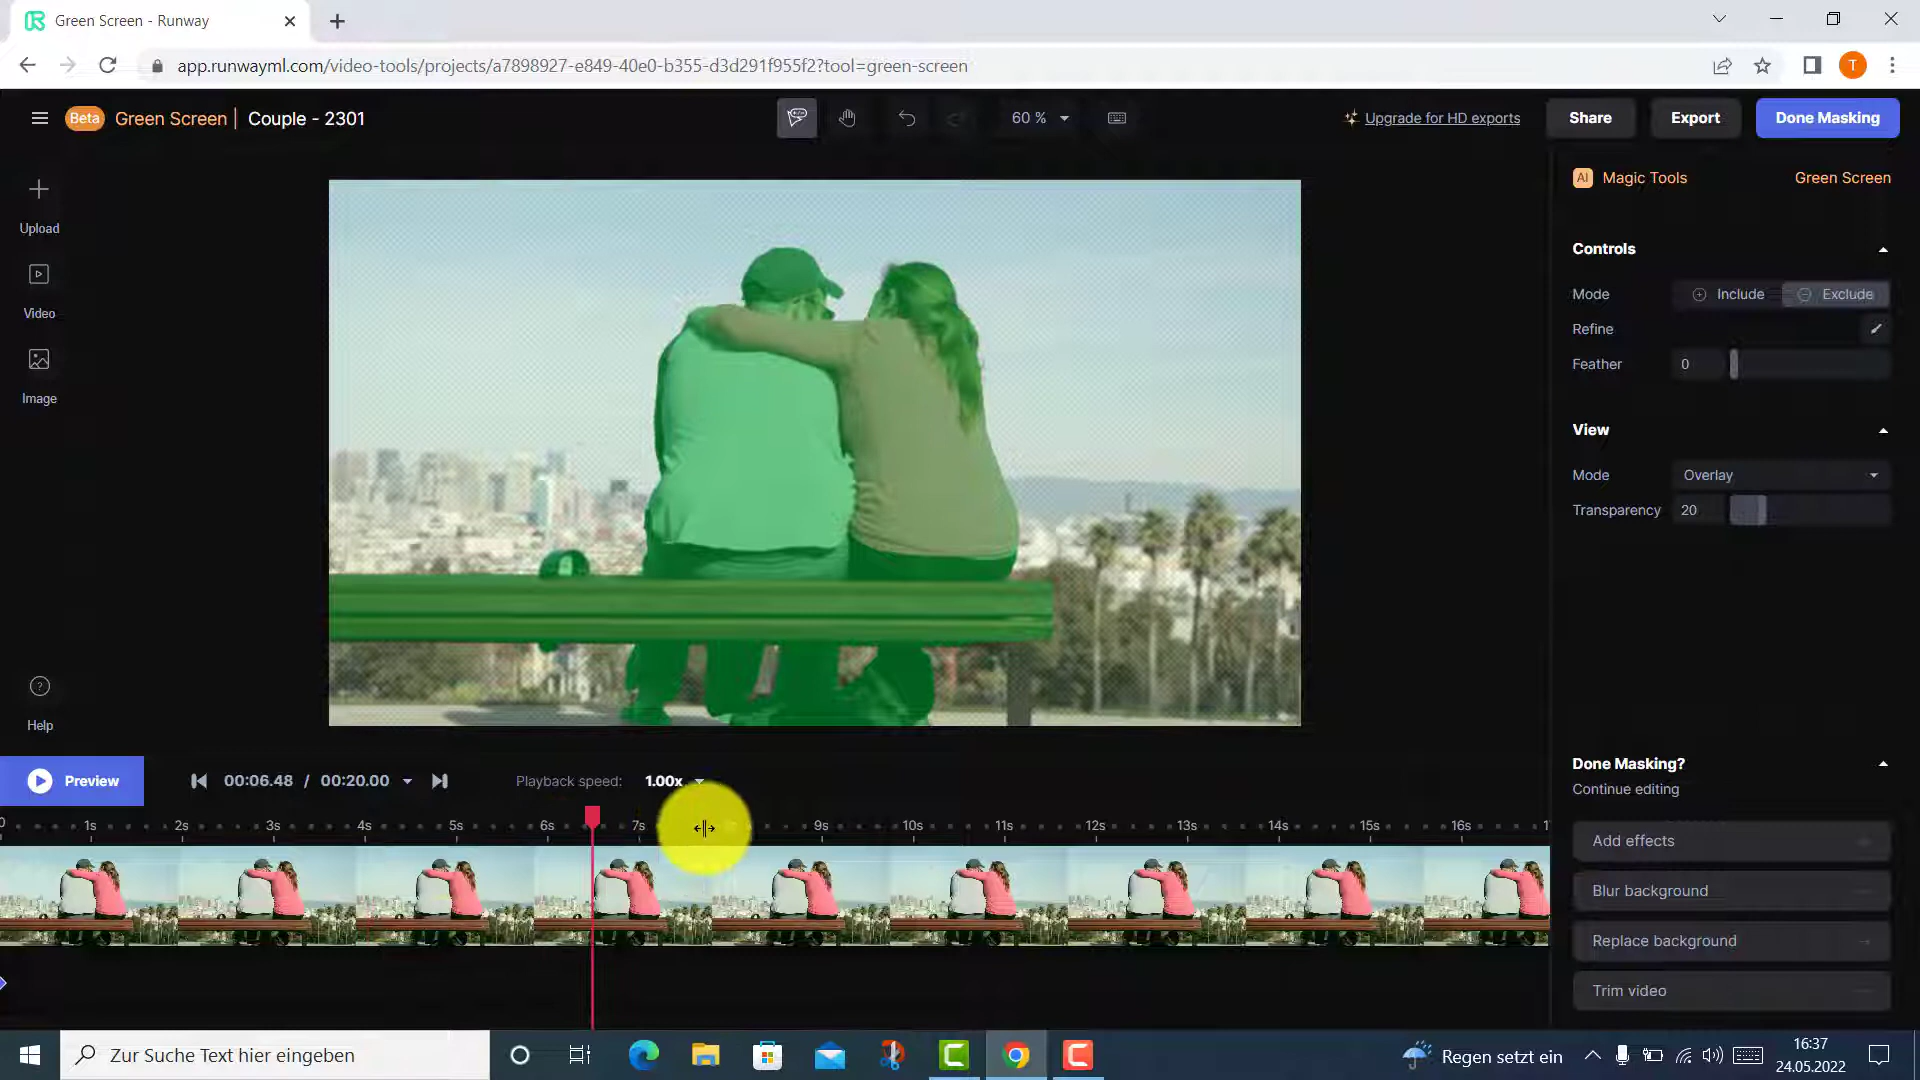 Green Screen - Runway
app.runwayml.com/video-tools/projects/a7898927-e849-40e0-b355-d3d291f955f2?tool=green-screen
T
Beta Green Screen | Couple - 2301
60 %
Upgrade for HD exports
Share
Export
Done Masking
Upload
Video
Image
Help
AI Magic Tools
Green Screen
Controls
Mode
Include
Exclude
Refine
Feather
0
View
Mode
Overlay
Transparency
20
Done Masking?
Continue editing
Add effects
Blur background
Replace background
Trim video
Preview
00:06.48 / 00:20.00
Playback speed: 1.00x
0 1s 2s 3s 4s 5s 6s 7s 9s 10s 11s 12s 13s 14s 15s 16s
Zur Suche Text hier eingeben
Regen setzt ein
16:37
24.05.2022